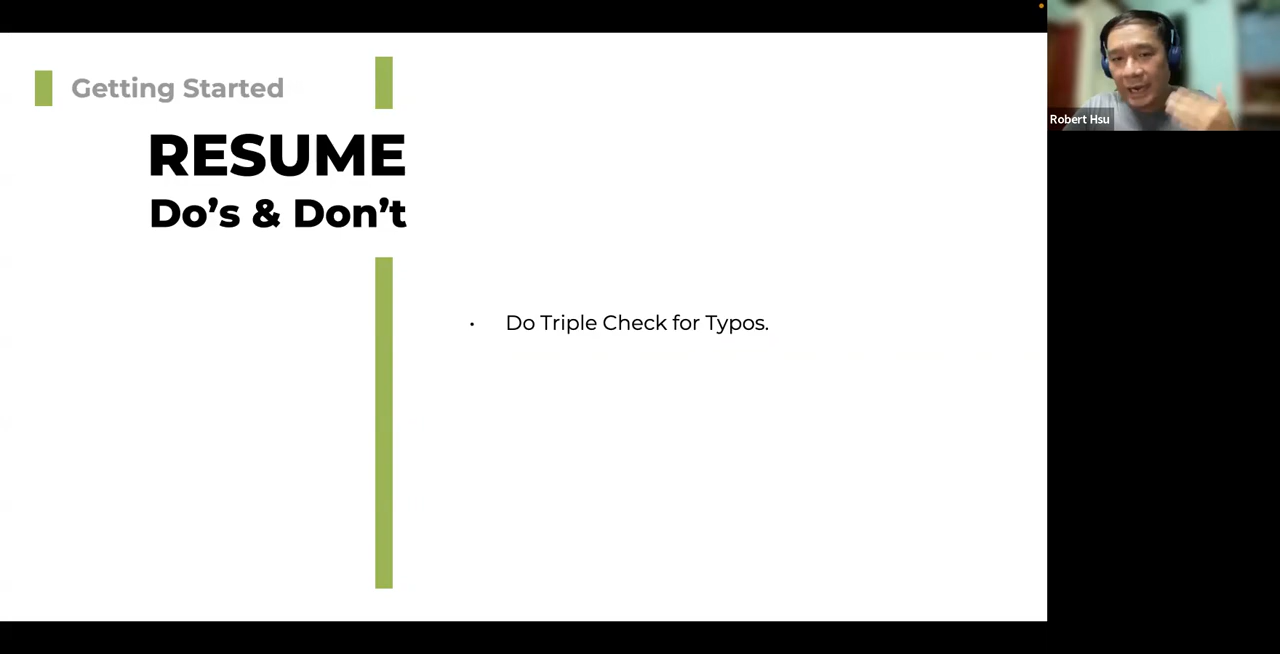 Getting Started
RESUME
Do’s & Don’t
• Do Triple Check for Typos.
Robert Hsu